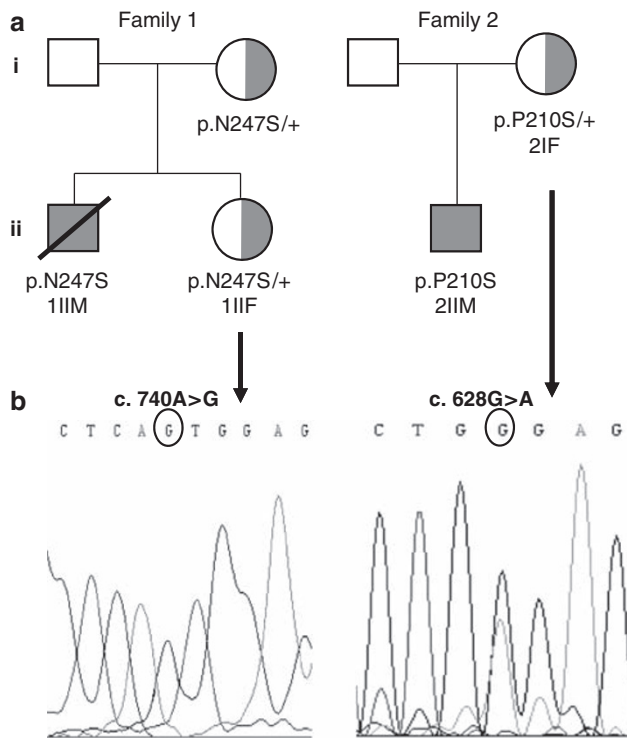 a
Family 1
Family 2
i
p.N247S/+
p.P210S/+
2IF
ii
p.N247S
1IIM
p.N247S/+
1IIF
p.P210S
2IIM
b
c. 740A>G
c. 628G>A
C T C A G T G G A G
C T G G G A G